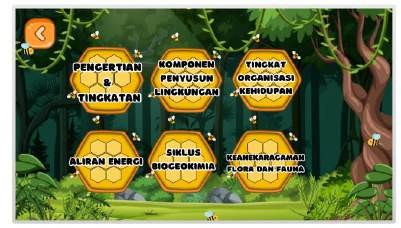 PENGERTIAN
&
TINGKATAN
KOMPONEN
PENYUSUN
LINGKUNGAN
TINGKAT
ORGANISASI
KEHIDUPAN
ALIRAN ENERGI
SIKLUS
BIOGEOKIMIA
KEANEKARAGAMAN
FLORA DAN FAUNA